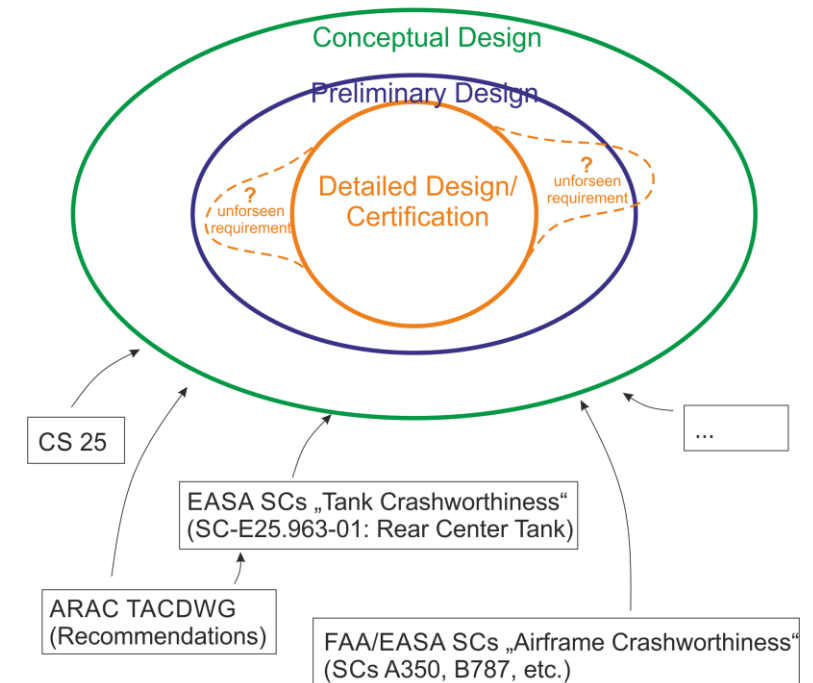 Conceptual Design
Preliminary Design
Detailed Design/
Certification
?
unforseen
requirement
?
unforseen
requirement
CS 25
...
EASA SCs „Tank Crashworthiness“
(SC-E25.963-01: Rear Center Tank)
ARAC TACDWG
(Recommendations)
FAA/EASA SCs „Airframe Crashworthiness“
(SCs A350, B787, etc.)